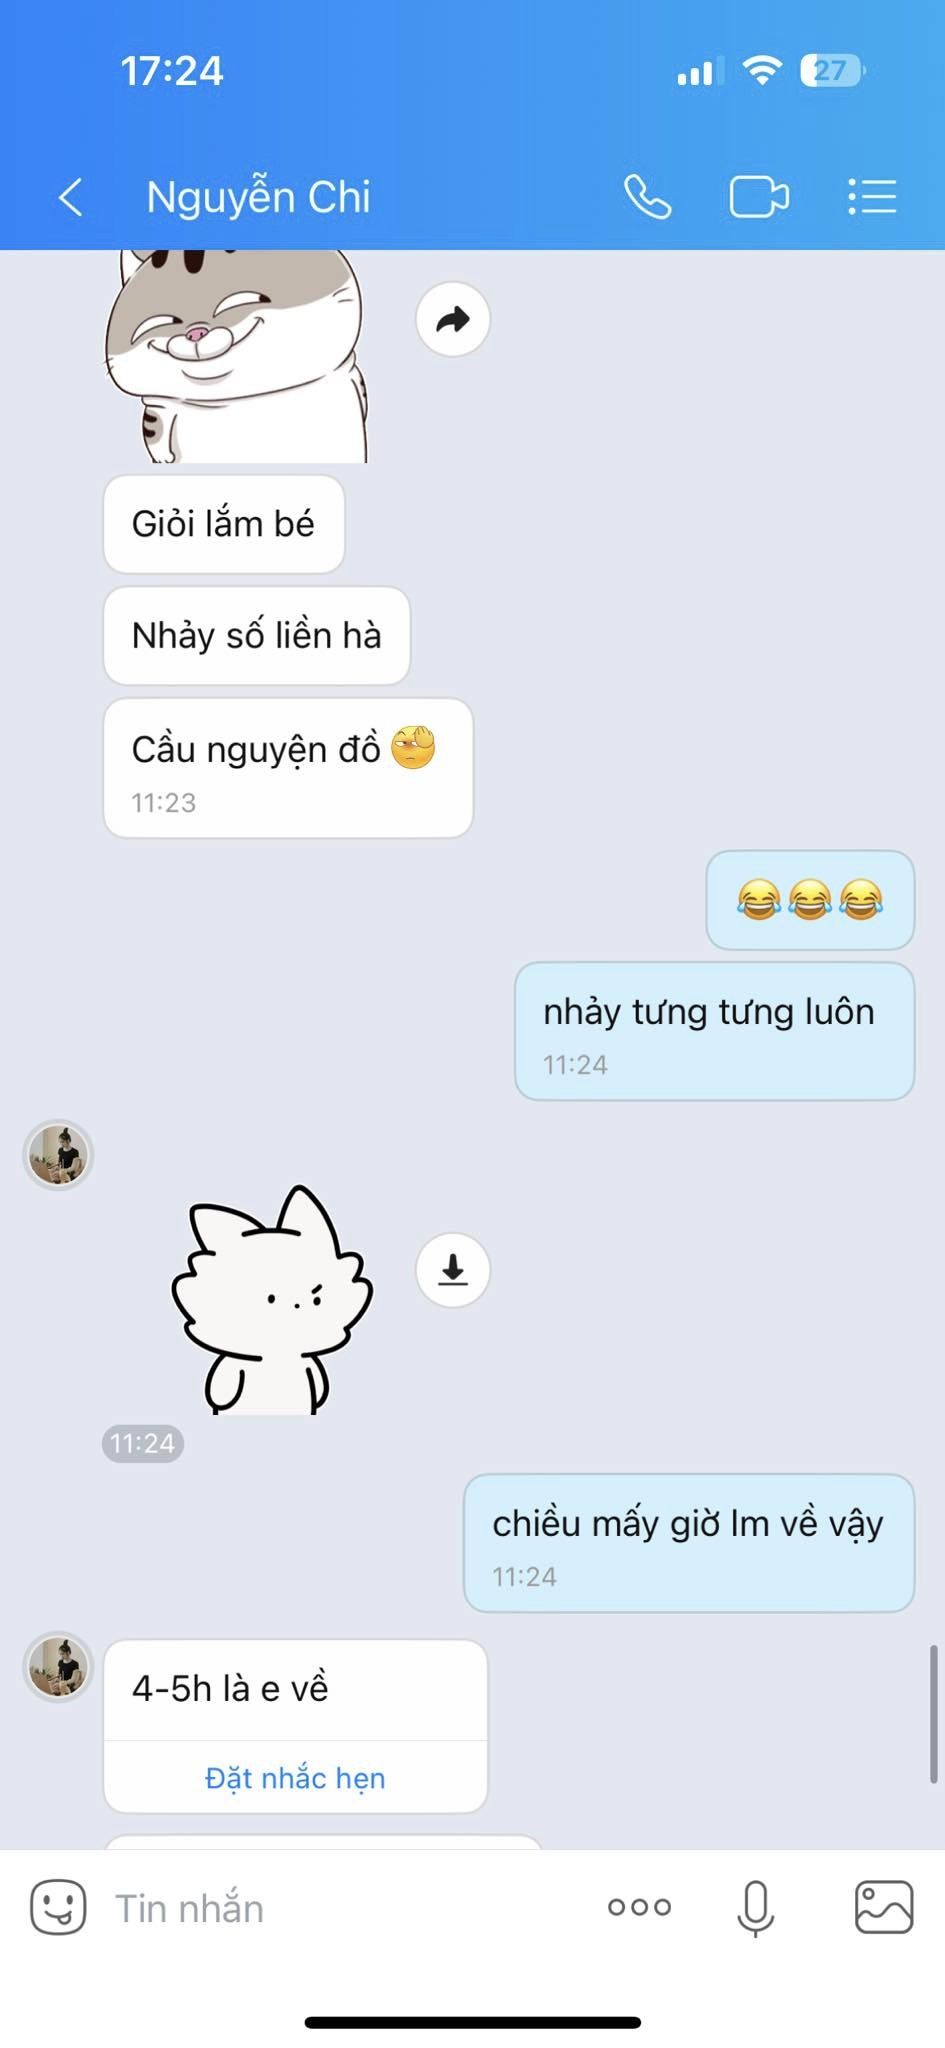 17:24
27
Nguyễn Chi
Giỏi lắm bé
Nhảy số liền hà
Cầu nguyện đồ
11:23
😂😂😂
nhảy tưng tưng luôn
11:24
11:24
chiều mấy giờ lm về vậy
11:24
4-5h là e về
Đặt nhắc hẹn
Tin nhắn